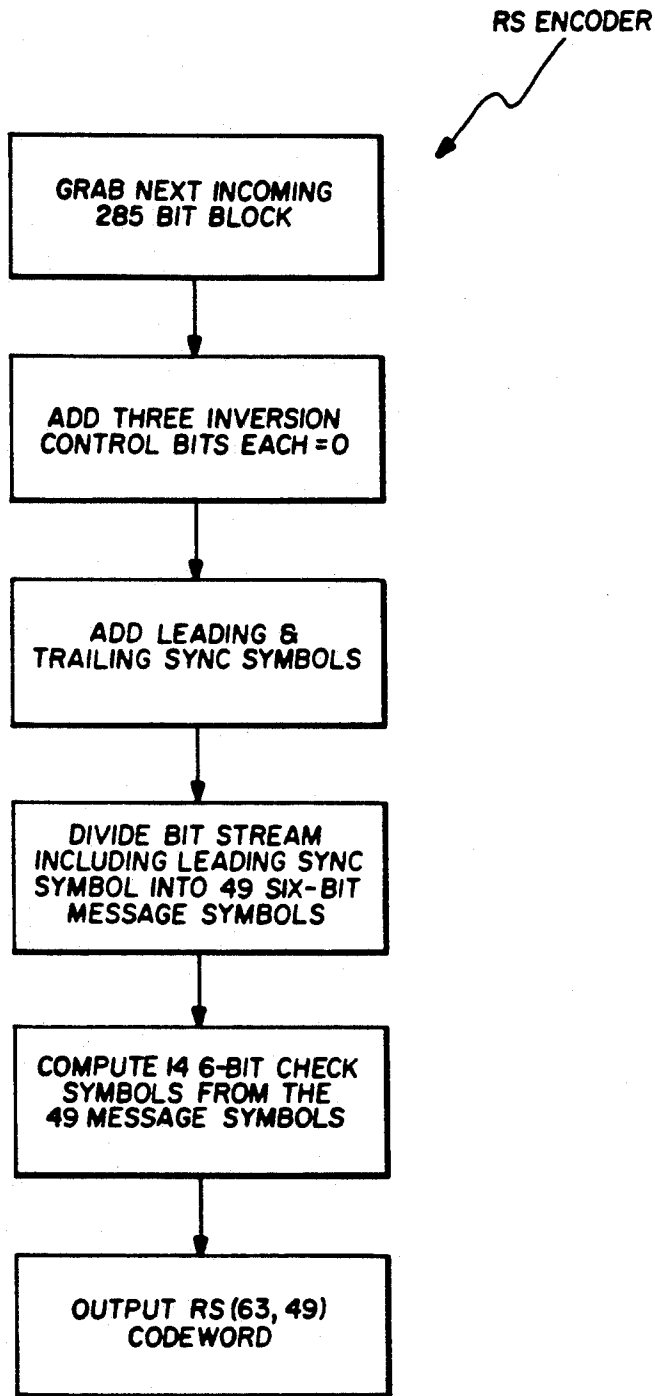 RS ENCODER
GRAB NEXT INCOMING
285 BIT BLOCK
ADD THREE INVERSION
CONTROL BITS EACH =0
ADD LEADING &
TRAILING SYNC SYMBOLS
DIVIDE BIT STREAM
INCLUDING LEADING SYNC
SYMBOL INTO 49 SIX-BIT
MESSAGE SYMBOLS
COMPUTE 14 6-BIT CHECK
SYMBOLS FROM THE
49 MESSAGE SYMBOLS
OUTPUT RS (63, 49)
CODEWORD